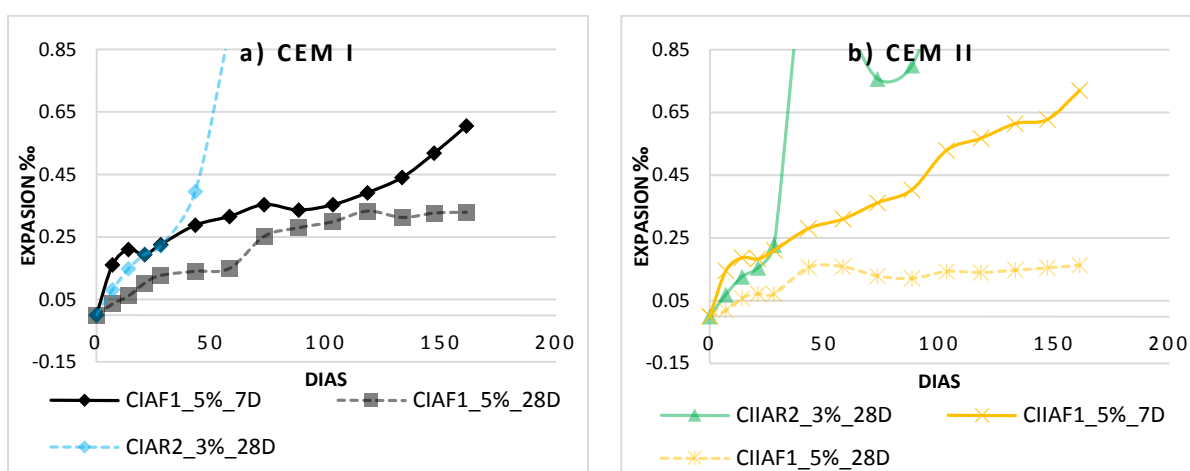 a) CEM I
0.85
0.65
0.45
0.25
0.05
-0.15
0 50 100 150 200
EXPASION ‰
DIAS
CIAF1_5%_7D CIAF1_5%_28D
CIAR2_3%_28D
b) CEM II
0.85
0.65
0.45
0.25
0.05
-0.15
0 50 100 150 200
EXPASION ‰
DIAS
CIIAR2_3%_28D CIIAF1_5%_7D
CIIAF1_5%_28D